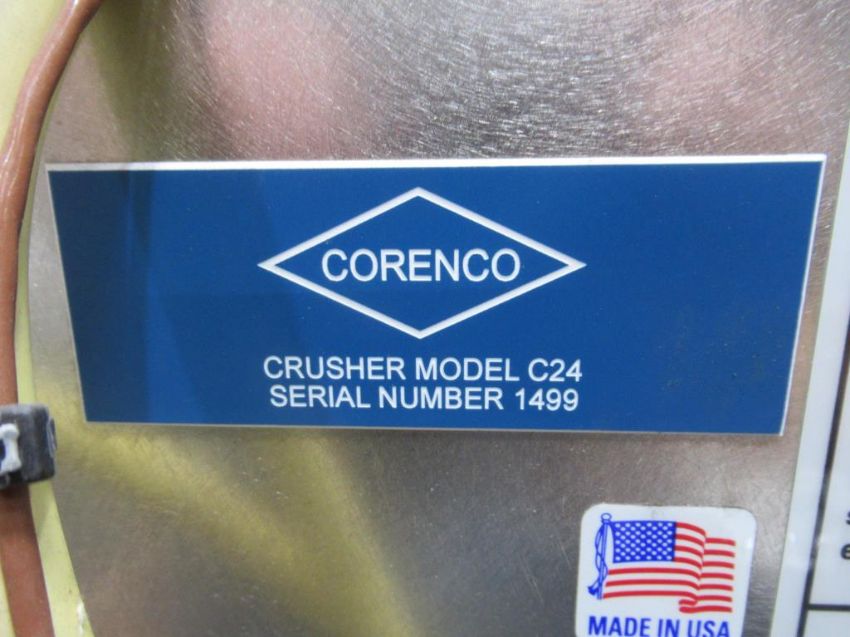 CORENCO
CRUSHER MODEL C24
SERIAL NUMBER 1499
MADE IN USA